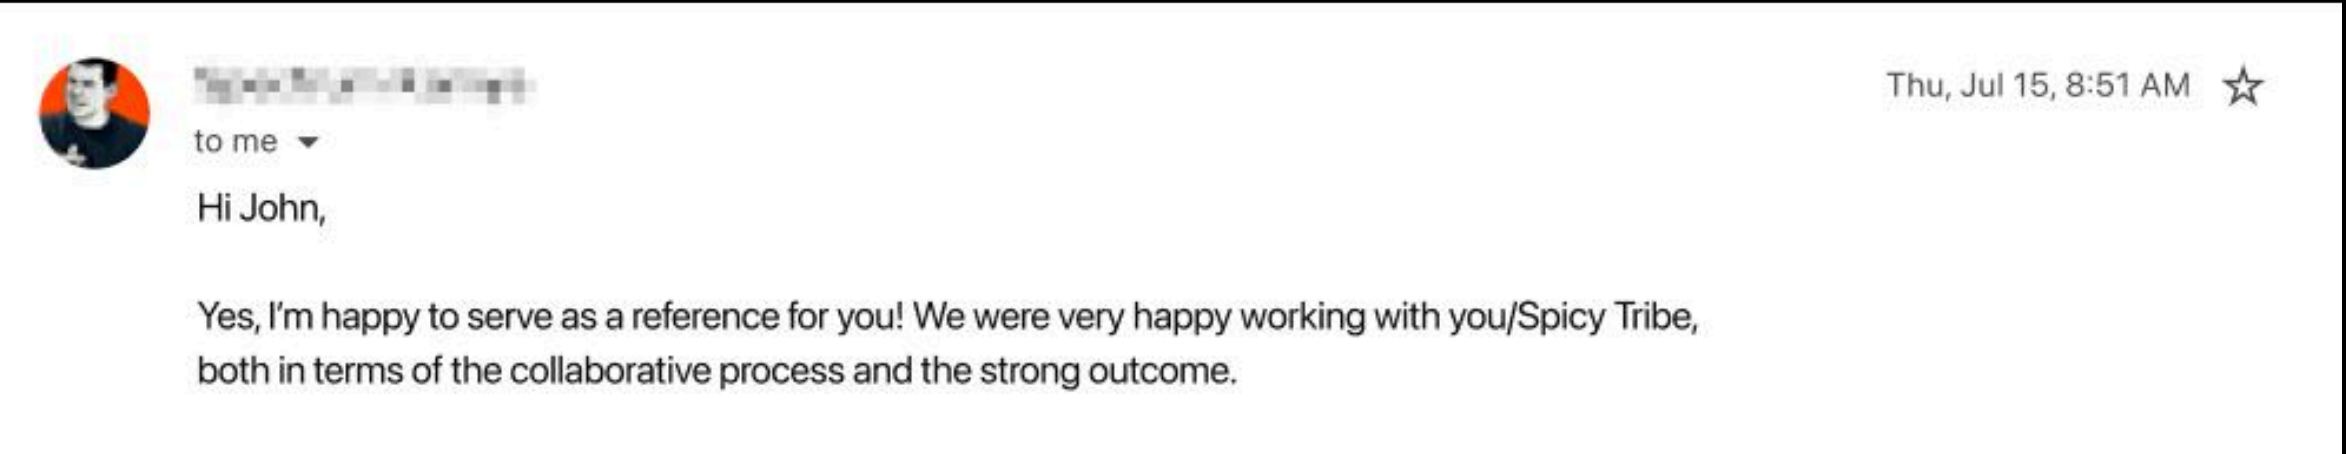 Thu, Jul 15, 8:51 AM
to me
Hi John,
Yes, I'm happy to serve as a reference for you! We were very happy working with you/Spicy Tribe,
both in terms of the collaborative process and the strong outcome.